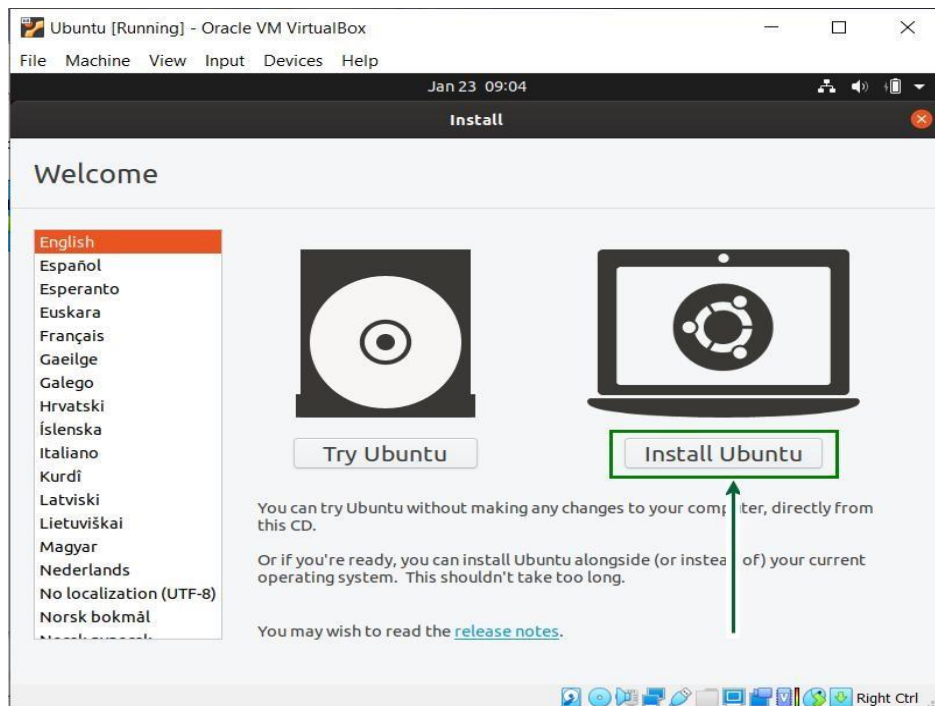 Ubuntu [Running] - Oracle VM VirtualBox
File Machine View Input Devices Help
Jan 23 09:04
Install
Welcome
English
Español
Esperanto
Euskara
Français
Gaeilge
Galego
Hrvatski
Íslenska
Italiano
Kurdî
Latviski
Lietuviškai
Magyar
Nederlands
No localization (UTF-8)
Norsk bokmål
Try Ubuntu
Install Ubuntu
You can try Ubuntu without making any changes to your computer, directly from
this CD.
Or if you're ready, you can install Ubuntu alongside (or instead of) your current
operating system. This shouldn't take too long.
You may wish to read the release notes.
Right Ctrl